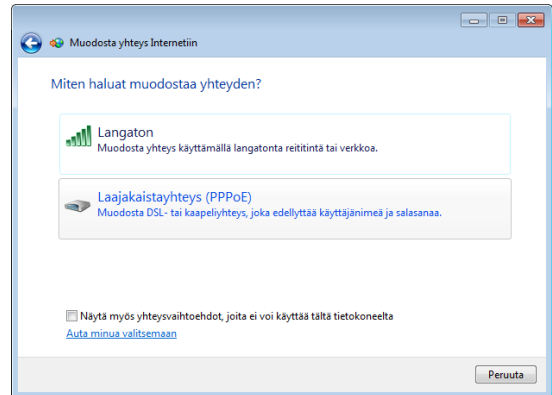 Muodosta yhteys Internetiin
Miten haluat muodostaa yhteyden?
Langaton
Muodosta yhteys käyttämällä langatonta reititintä tai verkkoa.
Laajakaistayhteys (PPPoE)
Muodosta DSL- tai kaapeliyhteys, joka edellyttää käyttäjänimeä ja salasanaa.
Näytä myös yhteysvaihtoehdot, joita ei voi käyttää tältä tietokoneelta
Auta minua valitsemaan
Peruuta